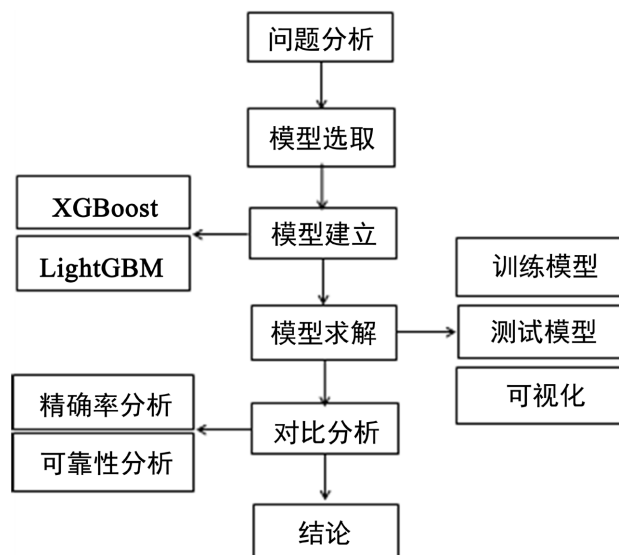 问题分析
模型选取
XGBoost
模型建立
LightGBM
训练模型
模型求解
测试模型
可视化
精确率分析
对比分析
可靠性分析
结论